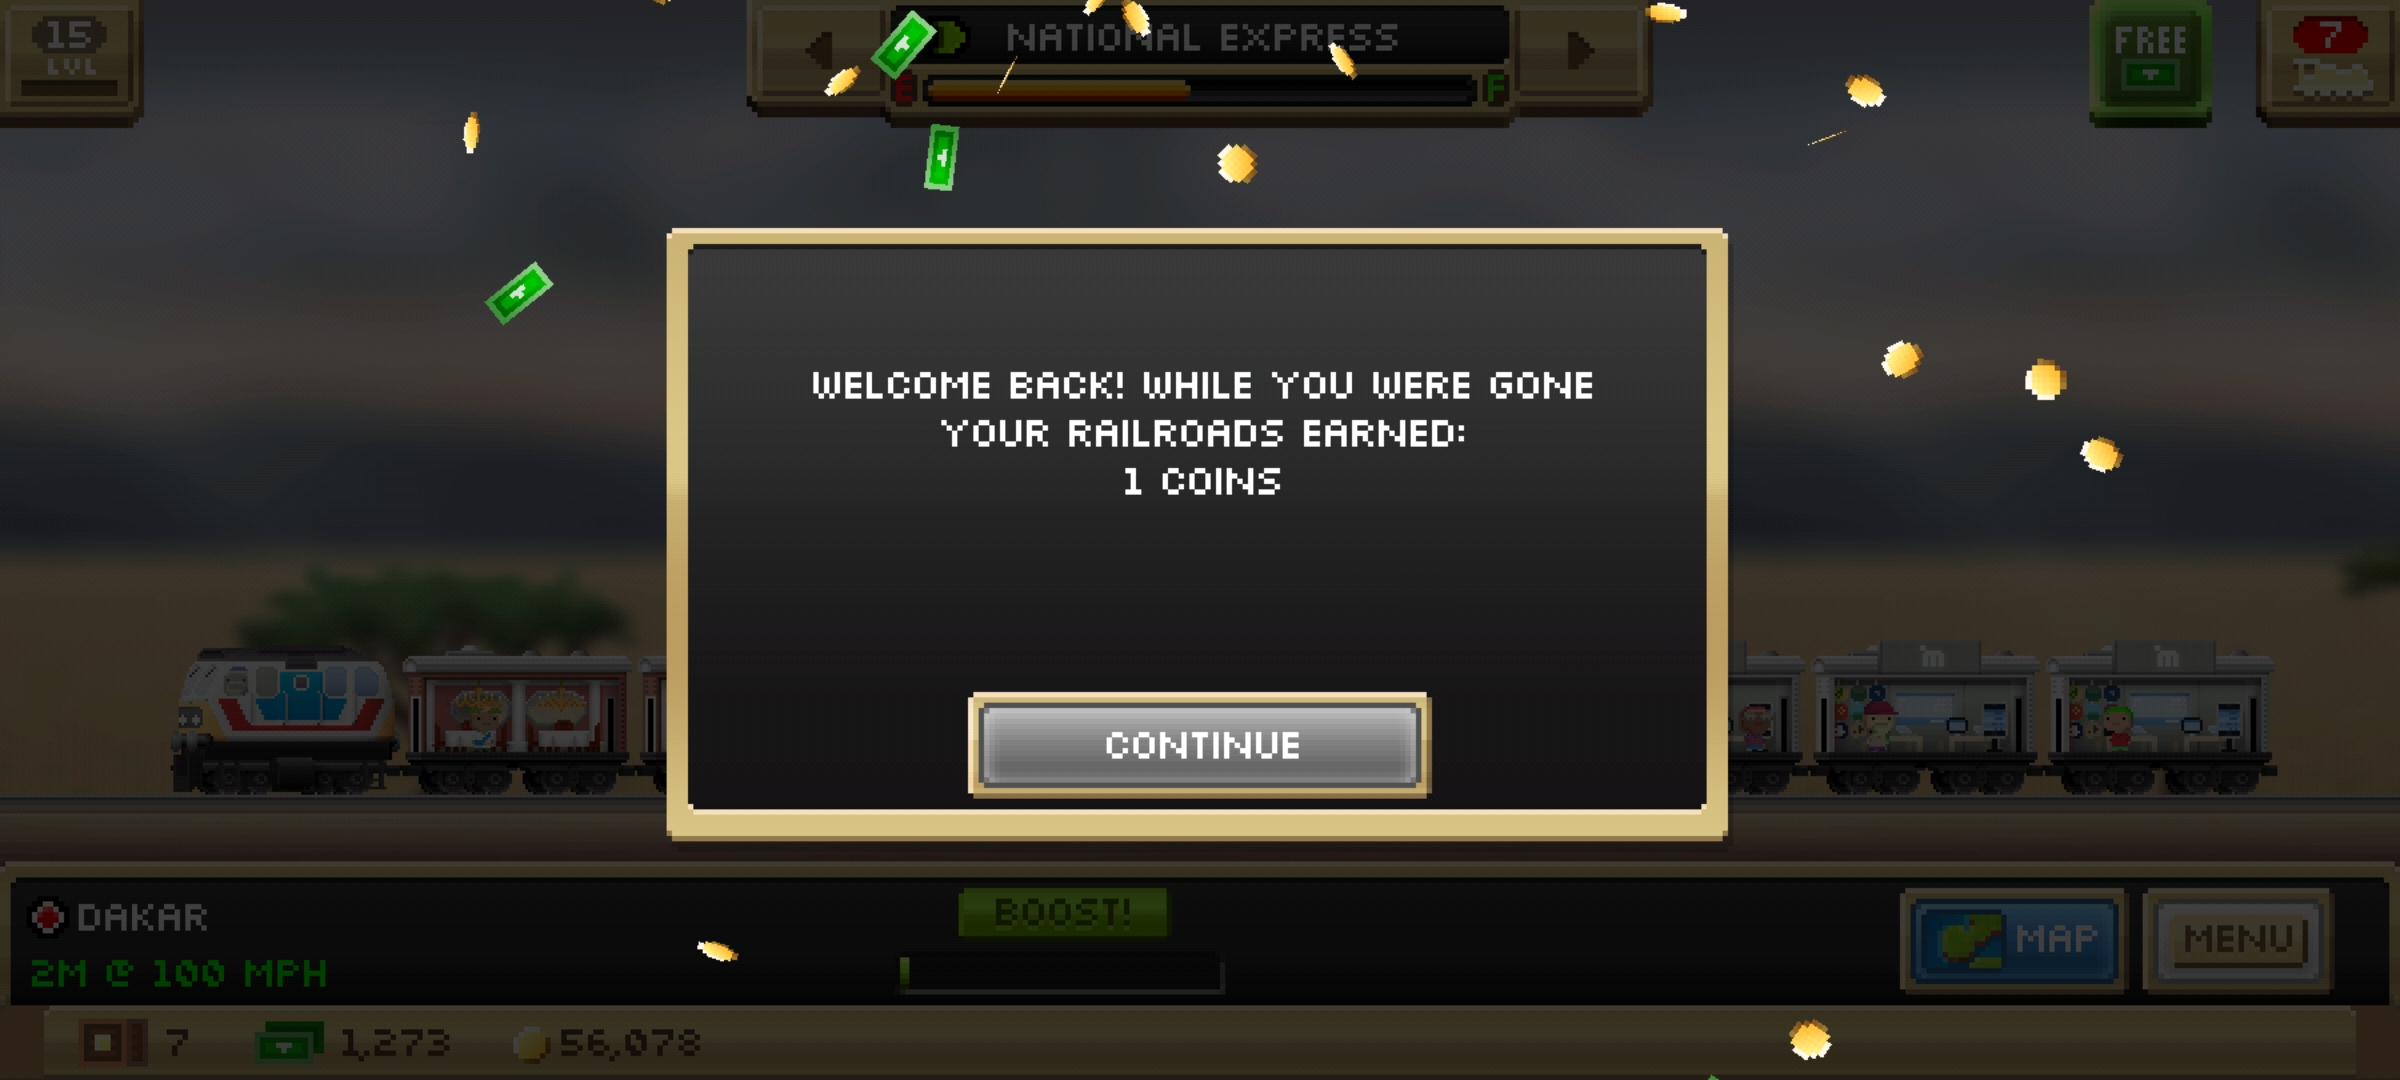 15
LVL
NATIONAL EXPRESS
E F
FREE
7
WELCOME BACK! WHILE YOU WERE GONE
YOUR RAILROADS EARNED:
1 COINS
CONTINUE
m m
DAKAR
2M @ 100 MPH
BOOST!
MAP
MENU
7 1,273 56,078